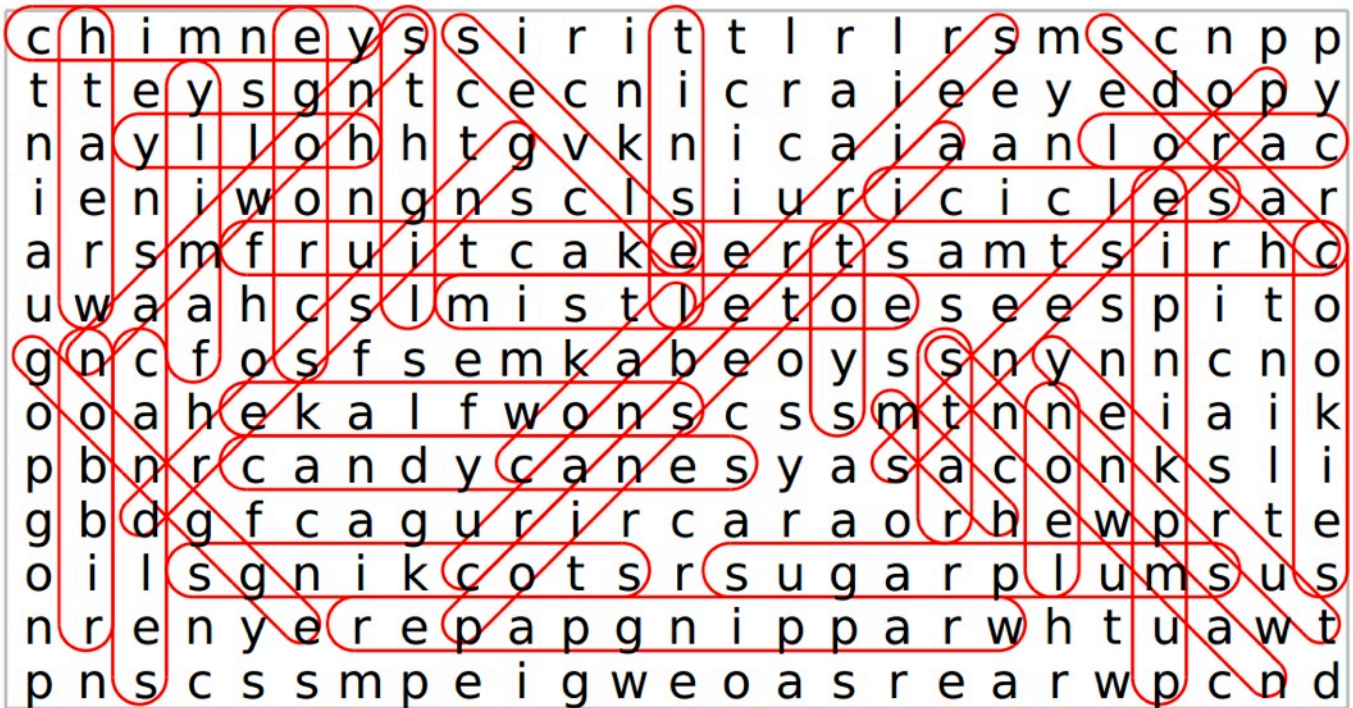 c h i m n e y s s i r i t t l r l r s m s c n p p
t t e y s g n t c e c n i c r a i e e y e d o p y
n a y l l o h h t g v k n i c a i a a n l o r a c
i e n i w o n g n s c l s i u r i c i c l e s a r
a r s m f r u i t c a k e e r t s a m t s i r h c
u w a a h c s l m i s t l e t o e s e e s p i t o
g n c f o s f s e m k a b e o y s s n y n n c n o
o o a h e k a l f w o n s c s s m t n n e i a i k
p b n r c a n d y c a n e s y a s a c o n k s l i
g b d g f c a g u r i r c a r a o r h e w p r t e
o i l s g n i k c o t s r s u g a r p l u m s u s
n r e n y e r e p a p g n i p p a r w h t u a w t
p n s c s s m p e i g w e o a s r e a r w p c n d